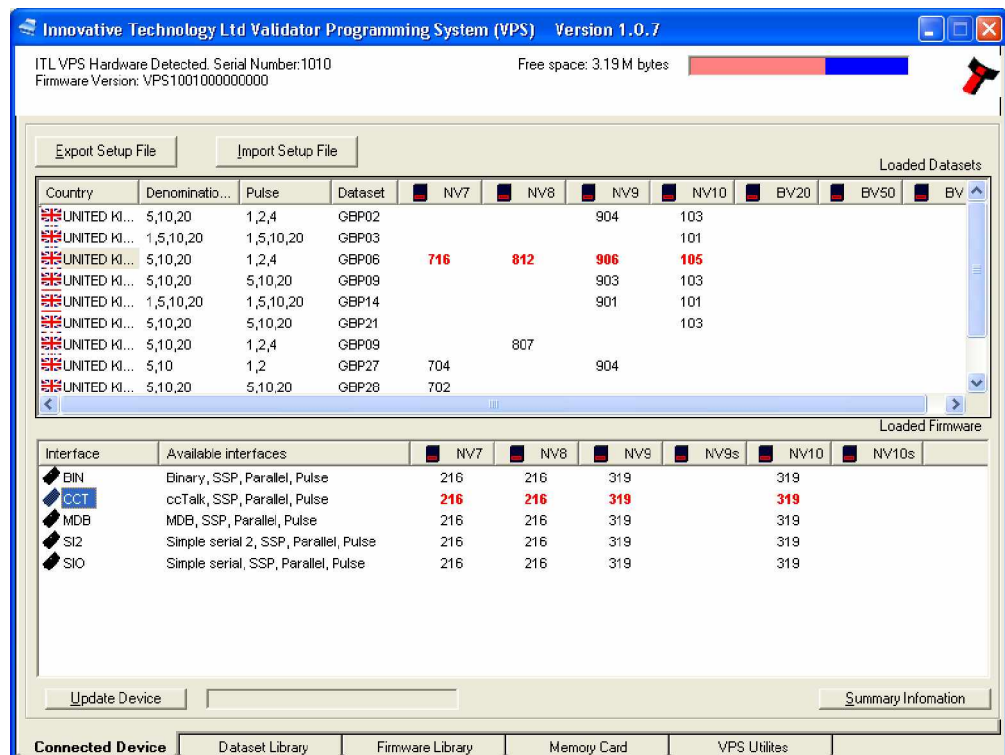 Innovative Technology Ltd Validator Programming System (VPS) Version 1.0.7
ITL VPS Hardware Detected. Serial Number:1010 Free space: 3.19 M bytes
Firmware Version: VPS1001000000000
Export Setup File Import Setup File
Loaded Datasets
Country Denominatio... Pulse Dataset NV7 NV8 NV9 NV10 BV20 BV50 BV
UNITED KI... 5,10,20 1,2,4 GBP02 904 103
UNITED KI... 1,5,10,20 1,5,10,20 GBP03 101
UNITED KI... 5,10,20 1,2,4 GBP06 716 812 906 105
UNITED KI... 5,10,20 5,10,20 GBP09 903 103
UNITED KI... 1,5,10,20 1,5,10,20 GBP14 901 101
UNITED KI... 5,10,20 5,10,20 GBP21 103
UNITED KI... 5,10,20 1,2,4 GBP09 807
UNITED KI... 5,10 1,2 GBP27 704 904
UNITED KI... 5,10,20 5,10,20 GBP28 702
Loaded Firmware
Interface Available interfaces NV7 NV8 NV9 NV9s NV10 NV10s
BIN Binary, SSP, Parallel, Pulse 216 216 319 319
CCT ccTalk, SSP, Parallel, Pulse 216 216 319 319
MDB MDB, SSP, Parallel, Pulse 216 216 319 319
SI2 Simple serial 2, SSP, Parallel, Pulse 216 216 319 319
SIO Simple serial, SSP, Parallel, Pulse 216 216 319 319
Update Device Summary Infomation
Connected Device Dataset Library Firmware Library Memory Card VPS Utilites